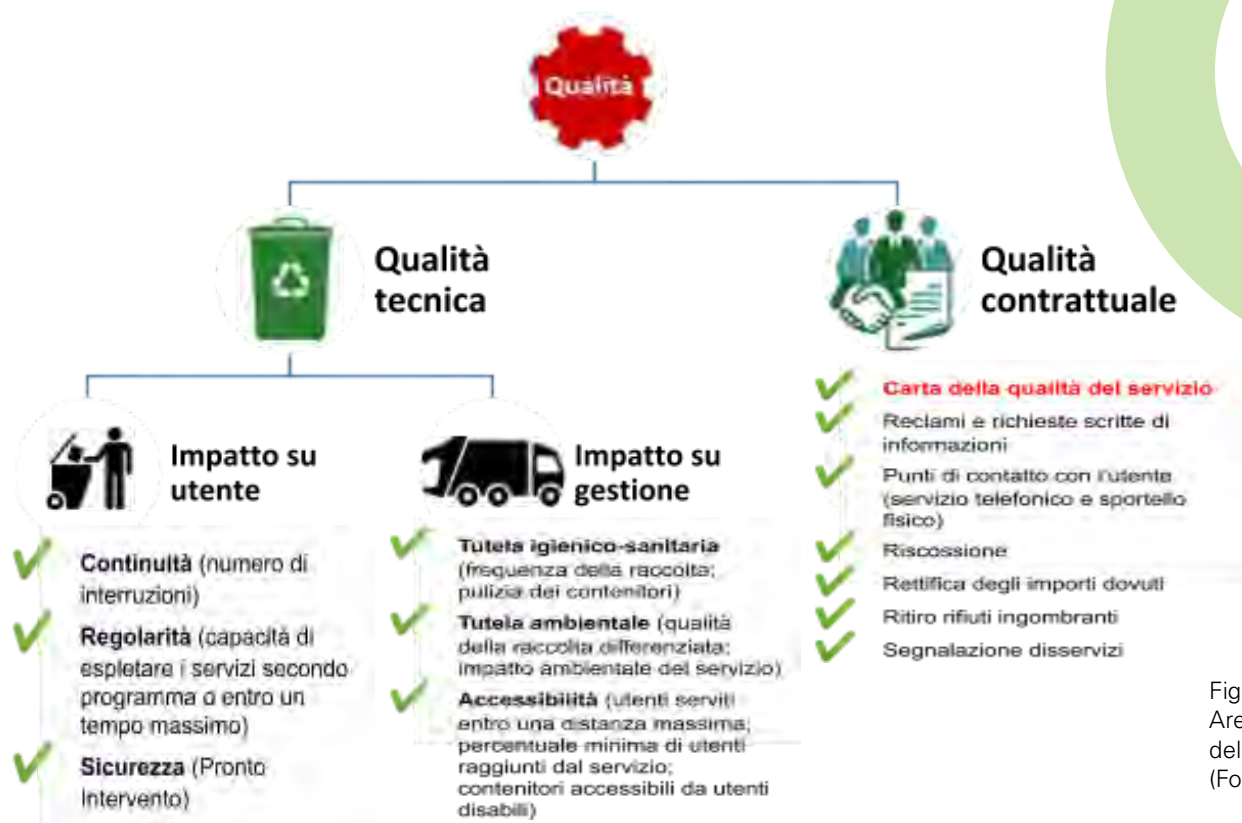 Qualità
Qualità
tecnica
Qualità
contrattuale
Impatto su
utente
Continuità (numero di
interruzioni)
Regolarità (capacità di
espletare i servizi secondo
programma o entro un
tempo massimo)
Sicurezza (Pronto
Intervento)
Impatto su
gestione
Tutela igienico-sanitaria
(frequenza della raccolta;
pulizia dei contenitori)
Tutela ambientale (qualità
della raccolta differenziata;
impatto ambientale del servizio)
Accessibilità (utenti serviti
entro una distanza massima;
percentuale minima di utenti
raggiunti dal servizio;
contenitori accessibili da utenti
disabili)
Carta della qualità del servizio
Reclami e richieste scritte di
informazioni
Punti di contatto con l'utente
(servizio telefonico e sportello
fisico)
Riscossione
Rettifica degli importi dovuti
Ritiro rifiuti ingombranti
Segnalazione disservizi
Fig
Are
del
(Fo